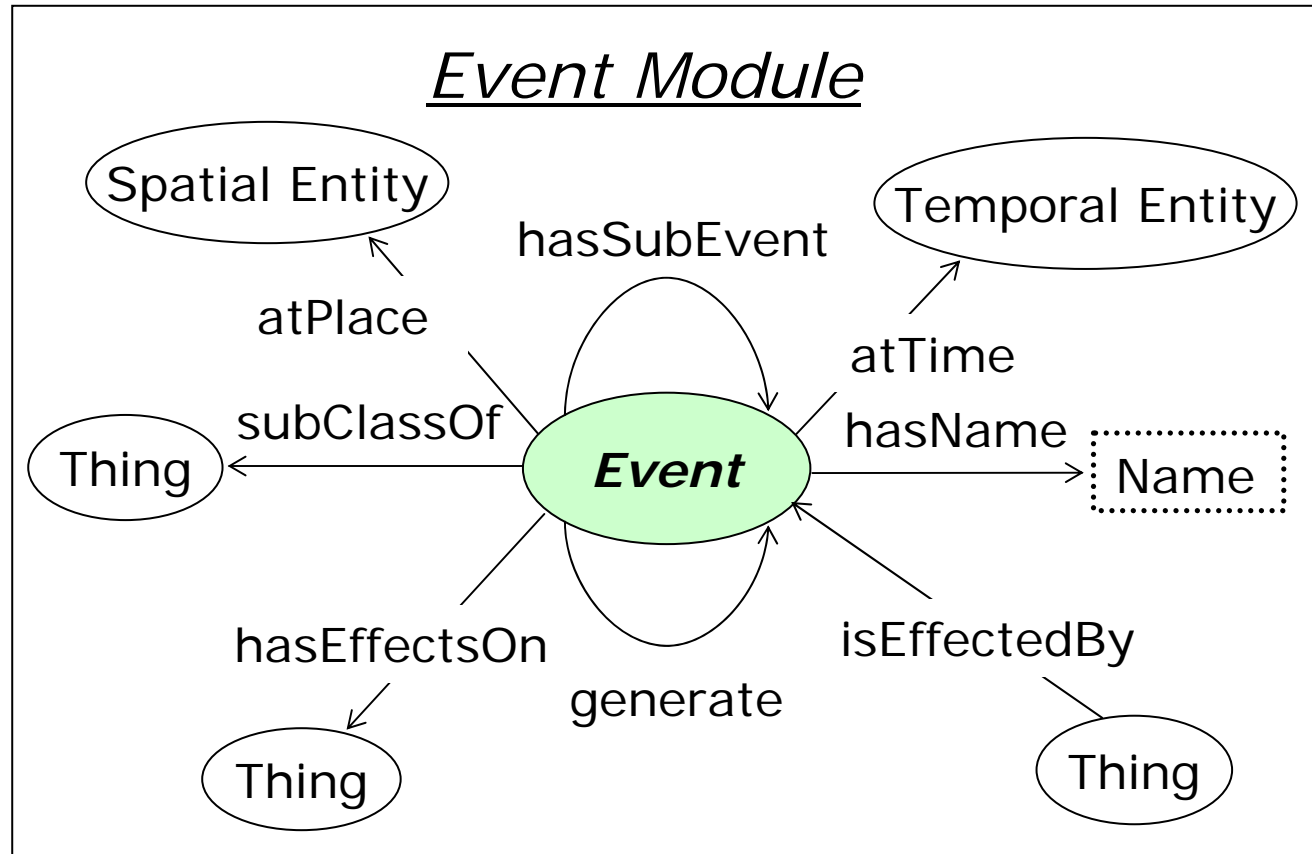 Event Module
Spatial Entity
Temporal Entity
hasSubEvent
atPlace
atTime
subClassOf
hasName
Thing
Event
Name
hasEffectsOn
isEffectedBy
generate
Thing
Thing